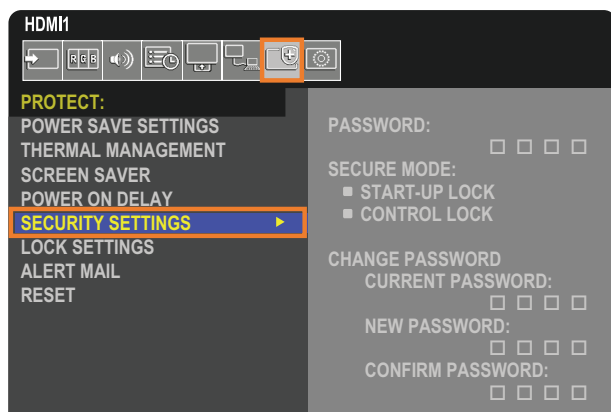 HDMI1
RGB
PROTECT:
POWER SAVE SETTINGS
THERMAL MANAGEMENT
SCREEN SAVER
POWER ON DELAY
SECURITY SETTINGS
LOCK SETTINGS
ALERT MAIL
RESET
PASSWORD:
SECURE MODE:
START-UP LOCK
CONTROL LOCK
CHANGE PASSWORD
CURRENT PASSWORD:
NEW PASSWORD:
CONFIRM PASSWORD: